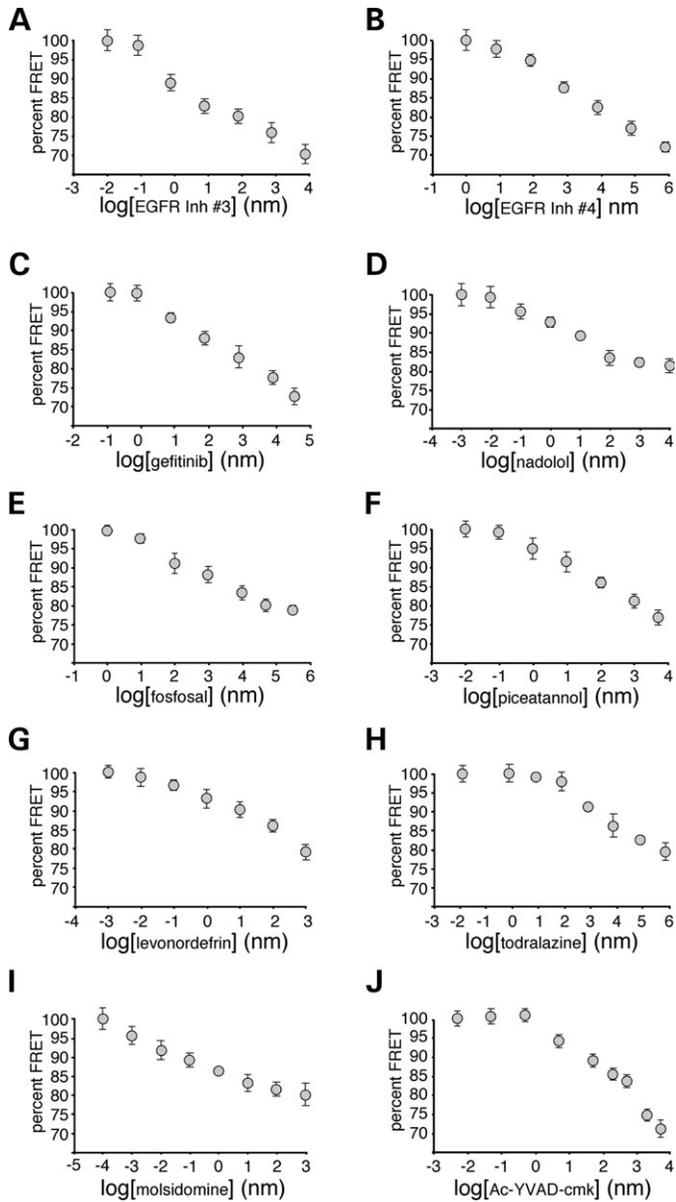 A
percent FRET
100
95
90
85
80
75
70
-3 -2 -1 0 1 2 3 4
log[EGFR Inh #3] (nm)
B
percent FRET
100
95
90
85
80
75
70
-1 0 1 2 3 4 5 6
log[EGFR Inh #4] nm
C
percent FRET
100
95
90
85
80
75
70
-2 -1 0 1 2 3 4 5
log[gefitinib] (nm)
D
percent FRET
100
95
90
85
80
75
70
-4 -3 -2 -1 0 1 2 3 4
log[nadolol] (nm)
E
percent FRET
100
95
90
85
80
75
70
-1 0 1 2 3 4 5 6
log[fosfosal] (nm)
F
percent FRET
100
95
90
85
80
75
70
-3 -2 -1 0 1 2 3 4
log[piceatannol] (nm)
G
percent FRET
100
95
90
85
80
75
70
-4 -3 -2 -1 0 1 2 3
log[levonordefrin] (nm)
H
percent FRET
100
95
90
85
80
75
70
-3 -2 -1 0 1 2 3 4 5 6
log[todralazine] (nm)
I
percent FRET
100
95
90
85
80
75
70
-5 -4 -3 -2 -1 0 1 2 3
log[molsidomine] (nm)
J
percent FRET
100
95
90
85
80
75
70
-3 -2 -1 0 1 2 3 4
log[Ac-YVAD-cmk] (nm)